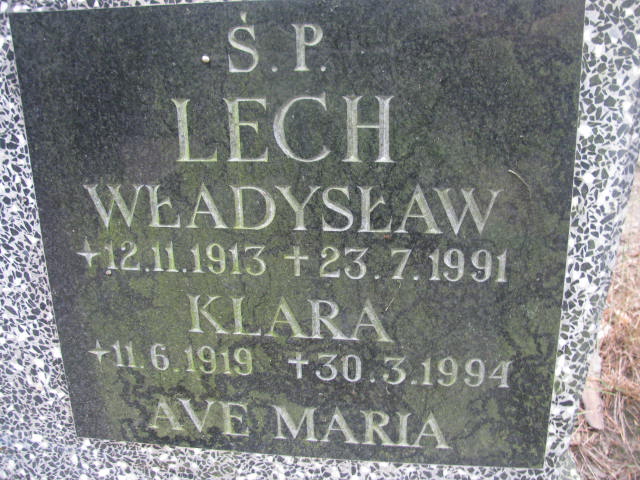 Ś.P.
LECH
WŁADYSŁAW
+12.11.1913 +23.7.1991
KLARA
+11.6.1919 +30.3.1994
AVE MARIA